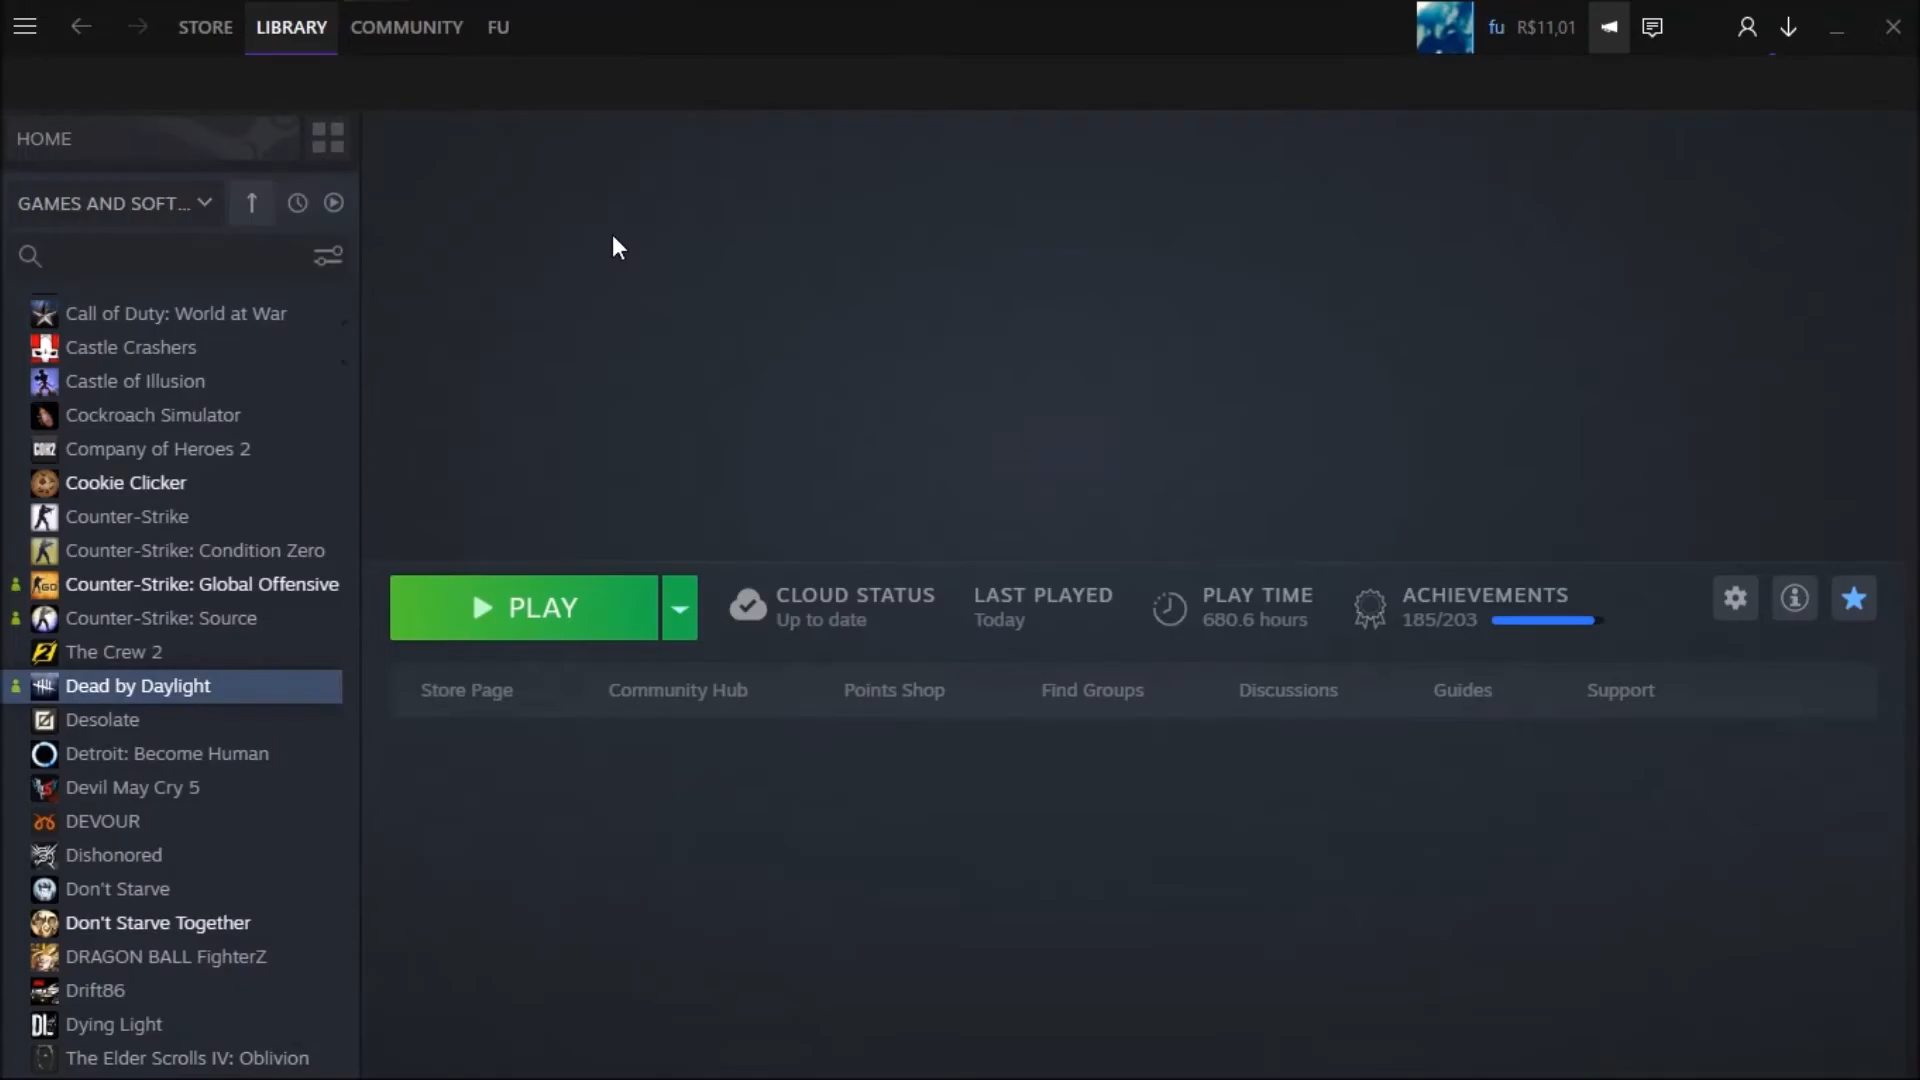 STORE LIBRARY COMMUNITY FU
fu R$11,01
HOME
GAMES AND SOFT...
Call of Duty: World at War
Castle Crashers
Castle of Illusion
Cockroach Simulator
Company of Heroes 2
Cookie Clicker
Counter-Strike
Counter-Strike: Condition Zero
Counter-Strike: Global Offensive
Counter-Strike: Source
The Crew 2
Dead by Daylight
Desolate
Detroit: Become Human
Devil May Cry 5
DEVOUR
Dishonored
Don't Starve
Don't Starve Together
DRAGON BALL FighterZ
Drift86
Dying Light
The Elder Scrolls IV: Oblivion
PLAY
CLOUD STATUS
Up to date
LAST PLAYED
Today
PLAY TIME
680.6 hours
ACHIEVEMENTS
185/203
Store Page Community Hub Points Shop Find Groups Discussions Guides Support